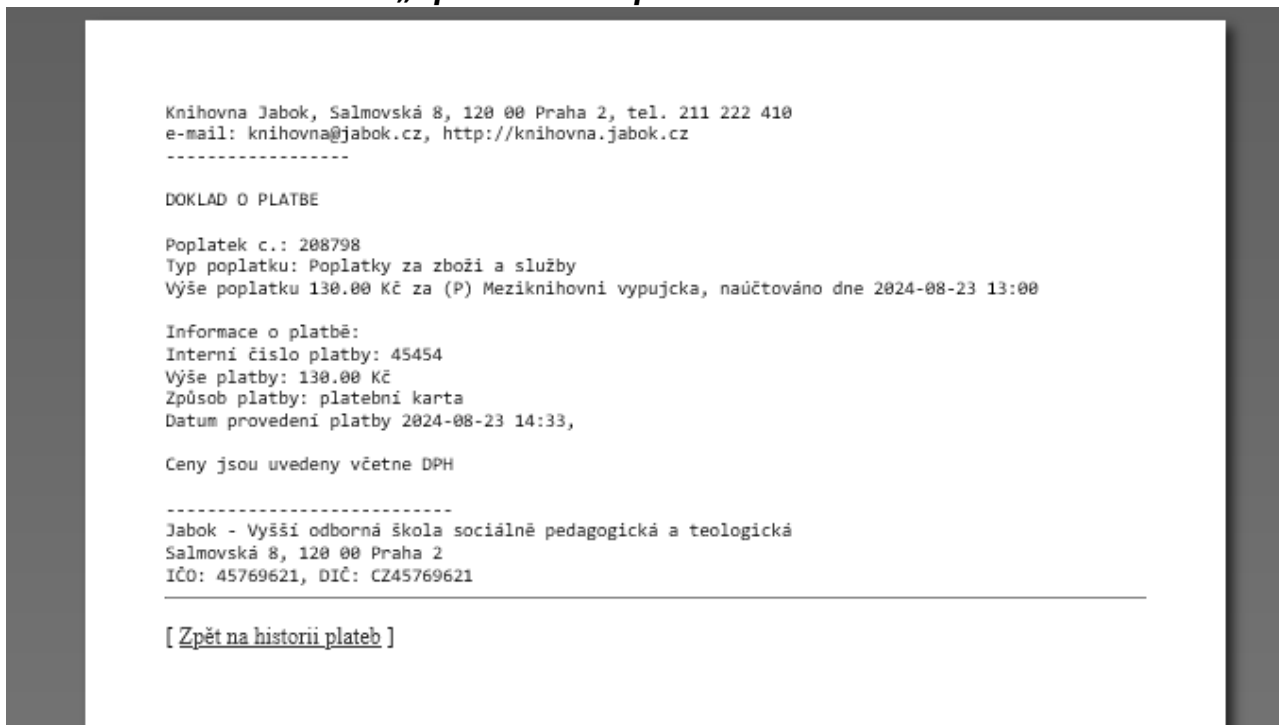 Knihovna Jabok, Salmovská 8, 120 00 Praha 2, tel. 211 222 410
e-mail: knihovna@jabok.cz, http://knihovna.jabok.cz
------------------
DOKLAD O PLATBE
Poplatek c.: 208798
Typ poplatku: Poplatky za zboži a služby
Výše poplatku 130.00 Kč za (P) Meziknihovni vypujcka, naúčtováno dne 2024-08-23 13:00
Informace o platbě:
Interní čislo platby: 45454
Výše platby: 130.00 Kč
Způsob platby: platební karta
Datum provedení platby 2024-08-23 14:33,
Ceny jsou uvedeny včetne DPH
----------------------------
Jabok - Vyšší odborná škola sociálně pedagogická a teologická
Salmovská 8, 120 00 Praha 2
IČO: 45769621, DIČ: CZ45769621
[ Zpět na historii plateb ]